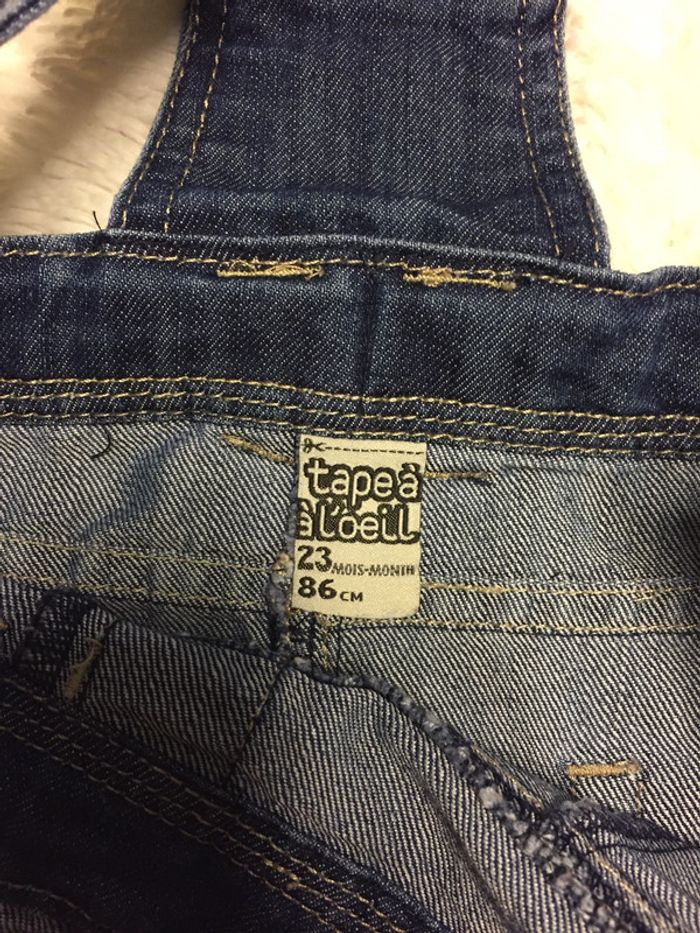 tape à
à l'oeil
23 MOIS-MONTH
86 CM